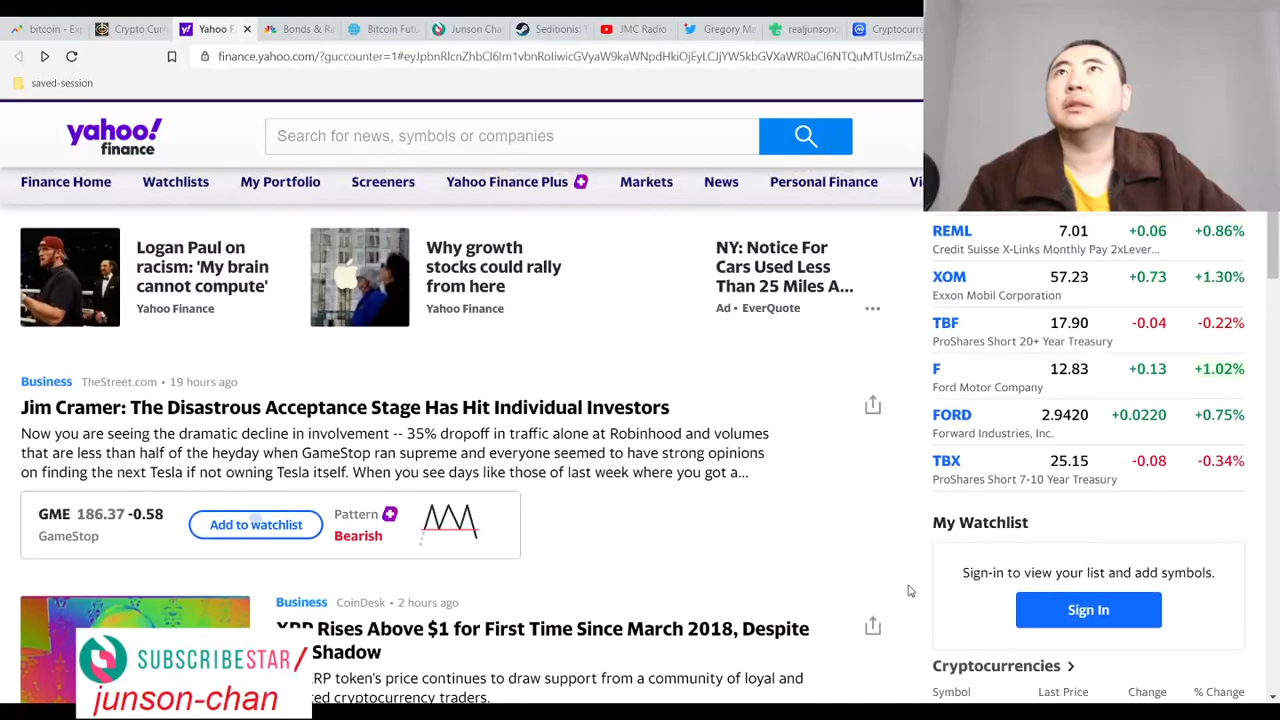 bitcoin - Exp
Crypto Cu
Yahoo F
Bonds & Ra
Bitcoin Futu
Junson Chan
Seditionis: T
JMC Radio -
Gregory Ma
realjunsonc
Cryptocurre
finance.yahoo.com/?guccounter=1#eyJpbnRlcnZhbCI6Im1vbnRoIiwicGVyaW9kaWNpdHkiOjEyLCJjYW5kbGVXaWR0aCI6NTQuMTUsImZsa
saved-session
yahoo!
finance
Search for news, symbols or companies
Finance Home Watchlists My Portfolio Screeners Yahoo Finance Plus Markets News Personal Finance Vi
Logan Paul on
racism: 'My brain
cannot compute'
Yahoo Finance
Why growth
stocks could rally
from here
Yahoo Finance
NY: Notice For
Cars Used Less
Than 25 Miles A...
Ad • EverQuote
Business TheStreet.com • 19 hours ago
Jim Cramer: The Disastrous Acceptance Stage Has Hit Individual Investors
Now you are seeing the dramatic decline in involvement -- 35% dropoff in traffic alone at Robinhood and volumes
that are less than half of the heyday when GameStop ran supreme and everyone seemed to have strong opinions
on finding the next Tesla if not owning Tesla itself. When you see days like those of last week where you got a...
GME 186.37 -0.58
GameStop
Add to watchlist
Pattern
Bearish
Business CoinDesk • 2 hours ago
XRP Rises Above $1 for First Time Since March 2018, Despite
Shadow
RP token's price continues to draw support from a community of loyal and
ed cryptocurrency traders.
SUBSCRIBESTAR/
junson-chan
REML 7.01 +0.06 +0.86%
Credit Suisse X-Links Monthly Pay 2xLever...
XOM 57.23 +0.73 +1.30%
Exxon Mobil Corporation
TBF 17.90 -0.04 -0.22%
ProShares Short 20+ Year Treasury
F 12.83 +0.13 +1.02%
Ford Motor Company
FORD 2.9420 +0.0220 +0.75%
Forward Industries, Inc.
TBX 25.15 -0.08 -0.34%
ProShares Short 7-10 Year Treasury
My Watchlist
Sign-in to view your list and add symbols.
Sign In
Cryptocurrencies
Symbol Last Price Change % Change